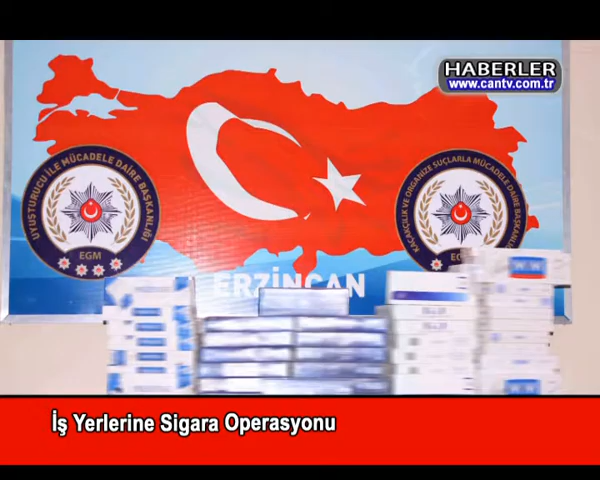 HABERLER
www.cantv.com.tr
UYUŞTURUCU İLE MÜCADELE DAİRE BAŞKANLIĞI
EGM
KAÇAKÇILIK VE ORGANİZE SUÇLARLA MÜCADELE DAİRE BAŞKANLIĞI
ERZİNCAN
İş Yerlerine Sigara Operasyonu